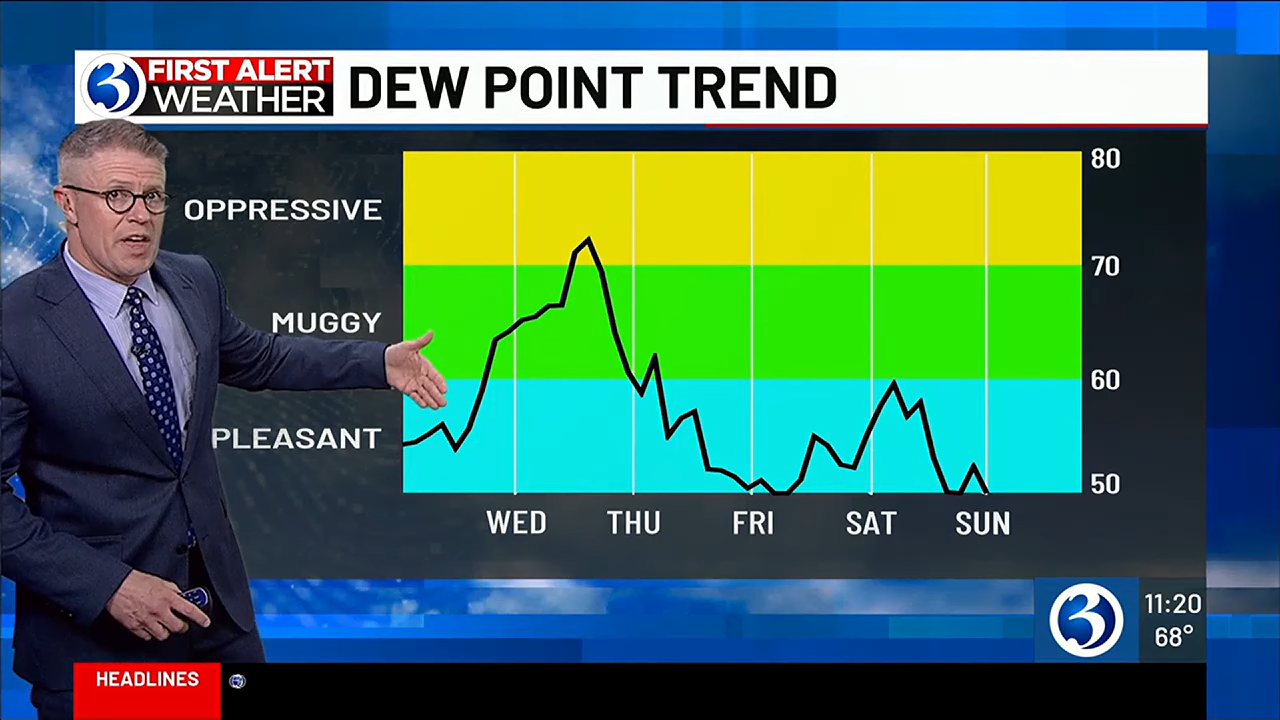 3 FIRST ALERT
WEATHER
DEW POINT TREND
OPPRESSIVE
MUGGY
PLEASANT
80
70
60
50
WED THU FRI SAT SUN
3
11:20
68°
HEADLINES